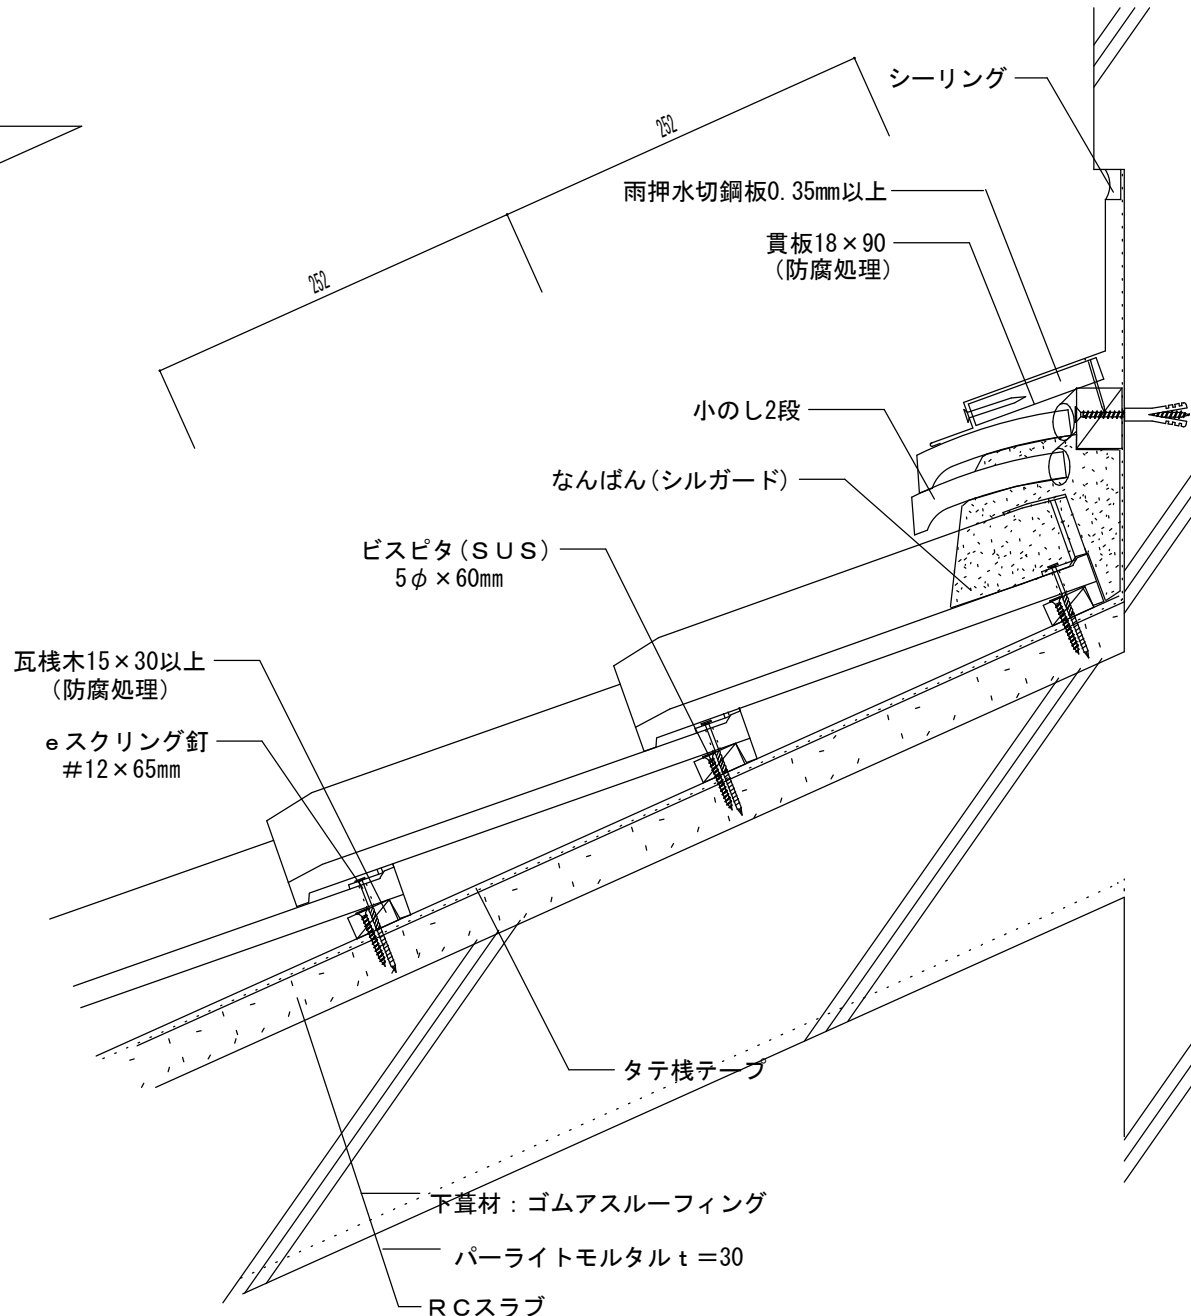 シーリング
252
雨押水切鋼板0.35mm以上
貫板18×90
(防腐処理)
252
小のし2段
なんばん(シルガード)
ビスピタ(SUS)
5φ×60mm
瓦桟木15×30以上
(防腐処理)
eスクリング釘
#12×65mm
タテ桟テープ
下葺材：ゴムアスルーフィング
パーライトモルタルt=30
RCスラブ